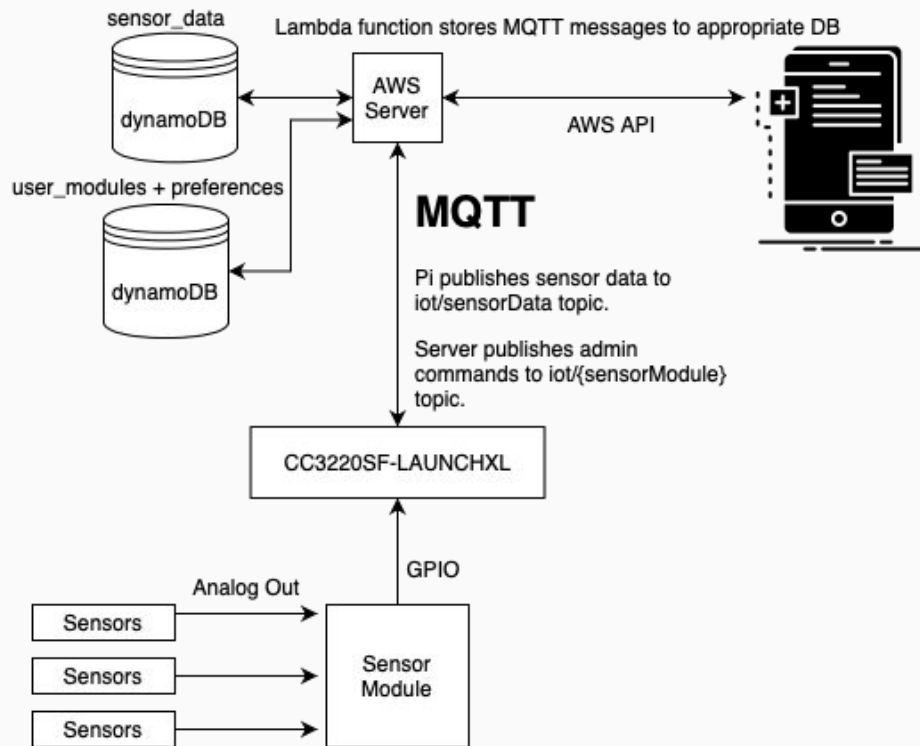 sensor_data
Lambda function stores MQTT messages to appropriate DB
dynamoDB
AWS
Server
AWS API
user_modules + preferences
dynamoDB
MQTT
Pi publishes sensor data to
iot/sensorData topic.
Server publishes admin
commands to iot/{sensorModule}
topic.
CC3220SF-LAUNCHXL
GPIO
Analog Out
Sensors
Sensors
Sensors
Sensor
Module